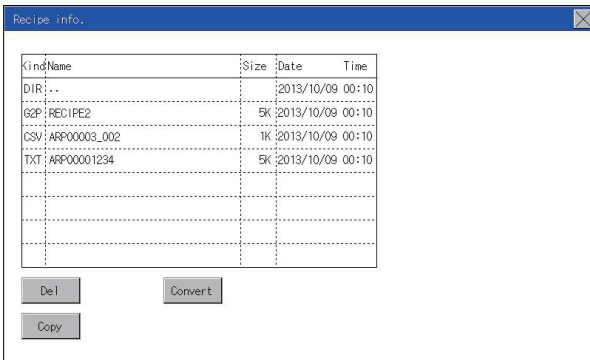 Recipe info.
Kind Name Size Date Time
DIR .. 2013/10/09 00:10
G2P RECIPE2 5K 2013/10/09 00:10
CSV ARP00003_002 1K 2013/10/09 00:10
TXT ARP00001234 5K 2013/10/09 00:10
Del Convert
Copy